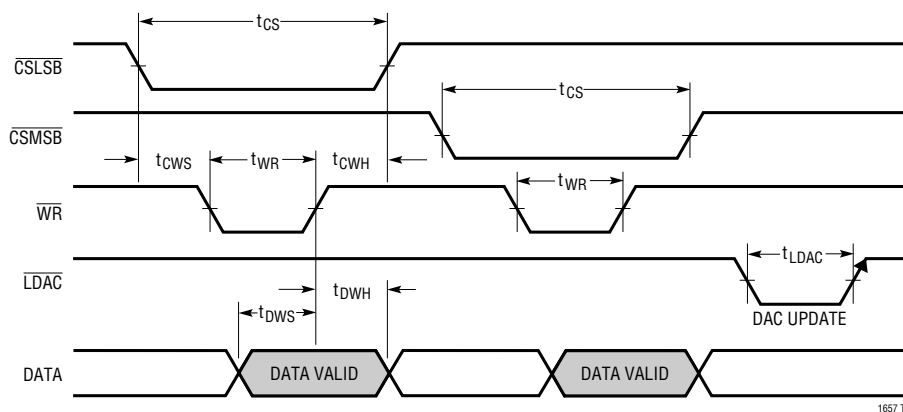 tCS
CSLSB
tCS
CSMSB
tCWS
tWR
tCWH
tWR
WR
tLDAC
LDAC
tDWH
tDWS
DAC UPDATE
DATA
DATA VALID
DATA VALID
1657 T